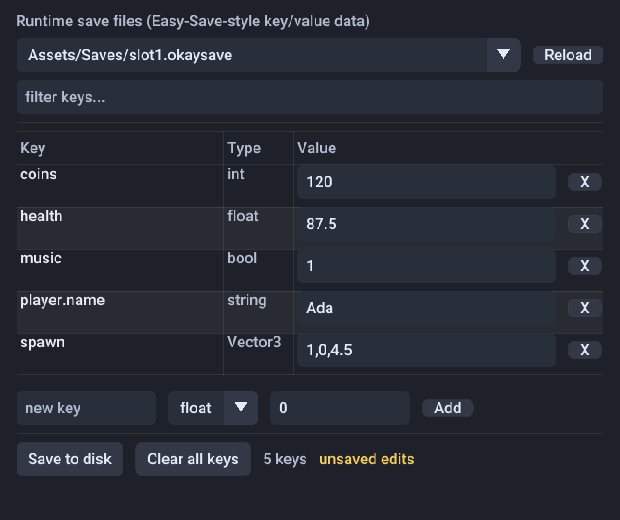 Runtime save files (Easy-Save-style key/value data)
Assets/Saves/slot1.okaysave Reload
filter keys...
Key Type Value
coins int 120 X
health float 87.5 X
music bool 1 X
player.name string Ada X
spawn Vector3 1,0,4.5 X
new key float 0 Add
Save to disk Clear all keys 5 keys unsaved edits